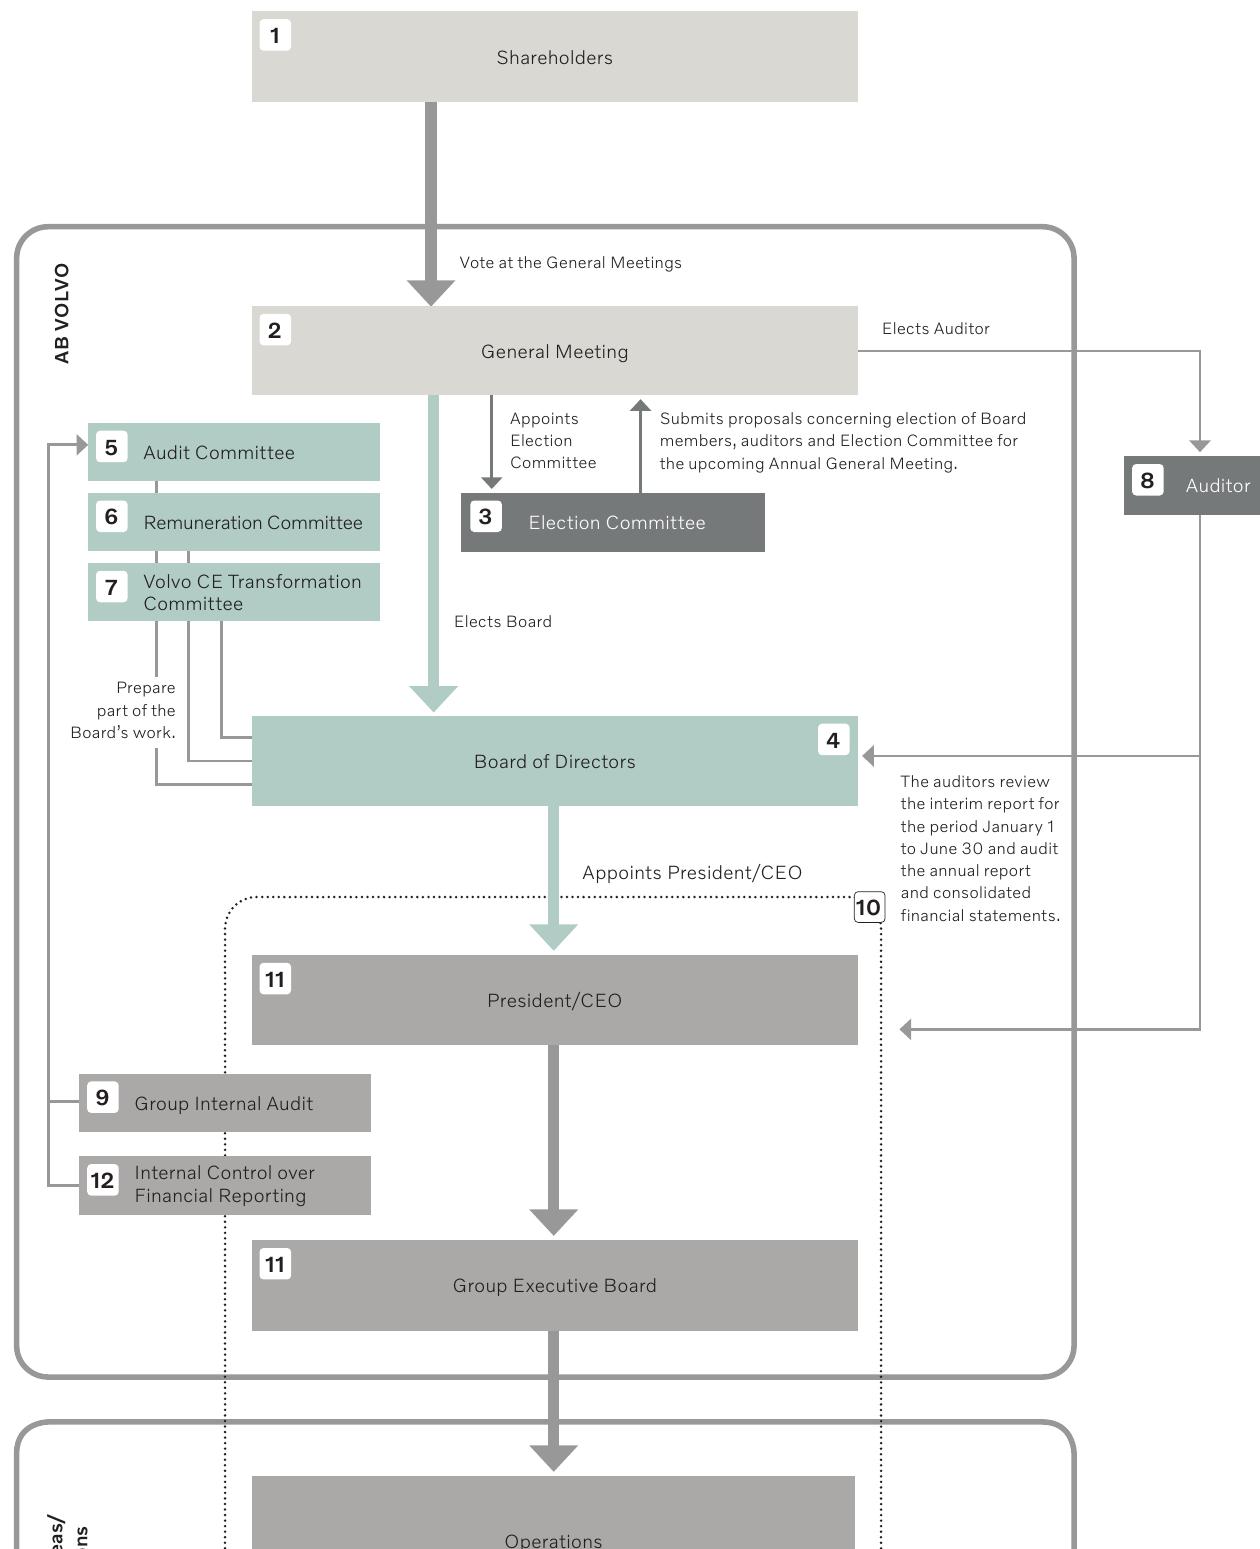 1
Shareholders
AB VOLVO
Vote at the General Meetings
2
General Meeting
Elects Auditor
Appoints
Election
Committee
Submits proposals concerning election of Board
members, auditors and Election Committee for
the upcoming Annual General Meeting.
5
Audit Committee
6
Remuneration Committee
7
Volvo CE Transformation
Committee
3
Election Committee
8
Auditor
Elects Board
Prepare
part of the
Board’s work.
4
Board of Directors
The auditors review
the interim report for
the period January 1
to June 30 and audit
the annual report
and consolidated
financial statements.
Appoints President/CEO
10
11
President/CEO
9
Group Internal Audit
12
Internal Control over
Financial Reporting
11
Group Executive Board
Operations